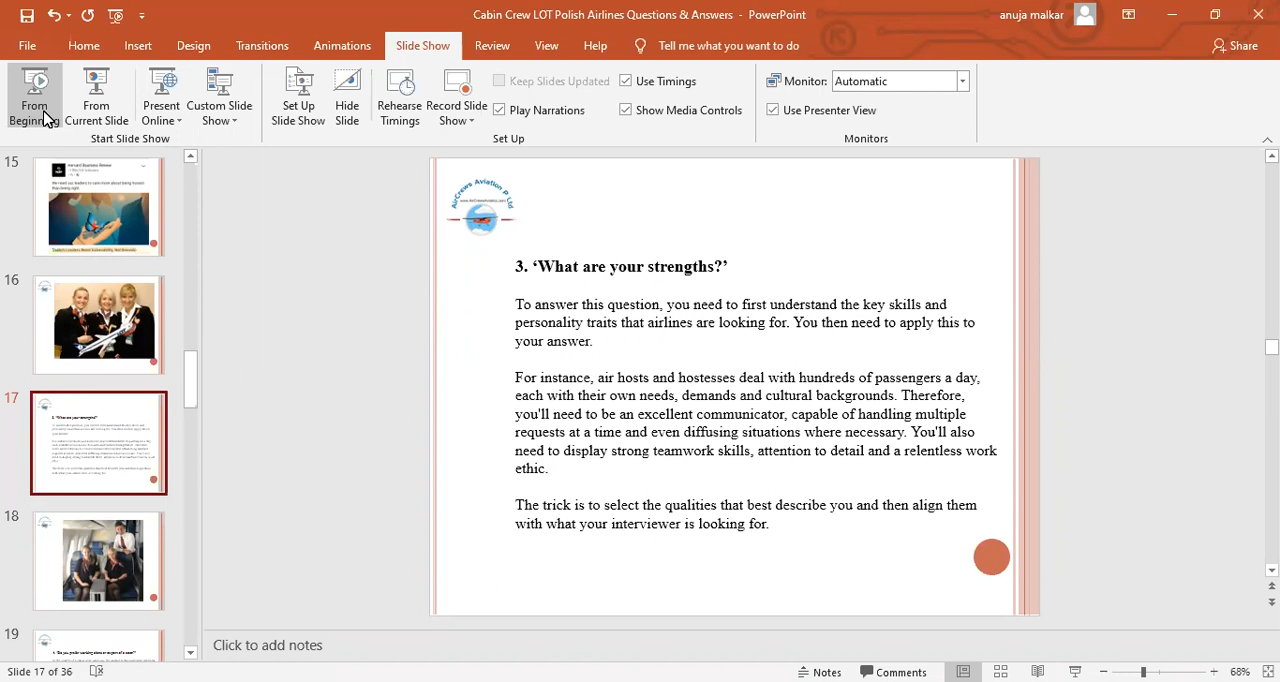 Cabin Crew LOT Polish Airlines Questions & Answers - PowerPoint
anuja malkar
File Home Insert Design Transitions Animations Slide Show Review View Help Tell me what you want to do
Share
From Beginning
From Current Slide
Present Online
Custom Slide Show
Set Up Slide Show
Hide Slide
Rehearse Timings
Record Slide Show
Keep Slides Updated
Play Narrations
Use Timings
Show Media Controls
Monitor: Automatic
Use Presenter View
Start Slide Show
Set Up
Monitors
15
16
17
18
19
AirCrews Aviation P Ltd
www.AirCrewsAviation.com
3. ‘What are your strengths?’
To answer this question, you need to first understand the key skills and
personality traits that airlines are looking for. You then need to apply this to
your answer.
For instance, air hosts and hostesses deal with hundreds of passengers a day,
each with their own needs, demands and cultural backgrounds. Therefore,
you'll need to be an excellent communicator, capable of handling multiple
requests at a time and even diffusing situations where necessary. You'll also
need to display strong teamwork skills, attention to detail and a relentless work
ethic.
The trick is to select the qualities that best describe you and then align them
with what your interviewer is looking for.
Click to add notes
Slide 17 of 36
Notes
Comments
68%